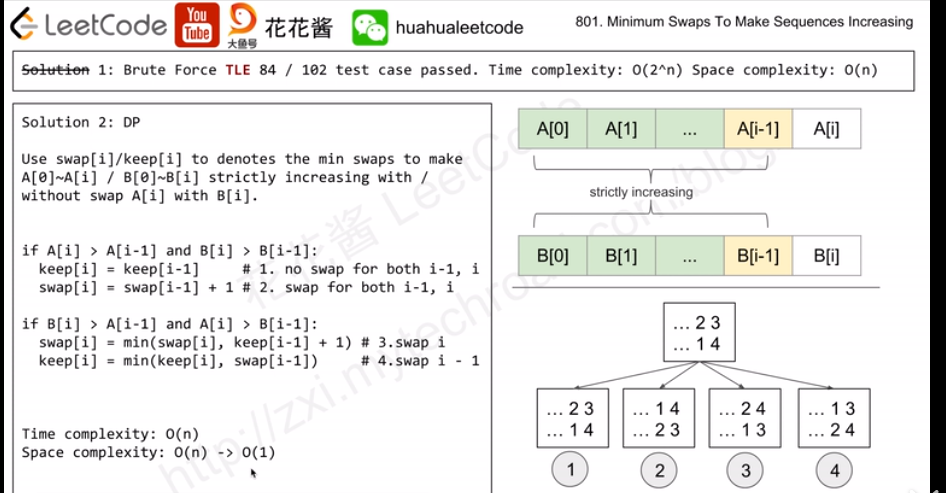 LeetCode You Tube 大鱼号 花花酱 huahualeetcode 801. Minimum Swaps To Make Sequences Increasing
Solution 1: Brute Force TLE 84 / 102 test case passed. Time complexity: O(2^n) Space complexity: O(n)
Solution 2: DP
Use swap[i]/keep[i] to denotes the min swaps to make
A[0]~A[i] / B[0]~B[i] strictly increasing with /
without swap A[i] with B[i].
if A[i] > A[i-1] and B[i] > B[i-1]:
keep[i] = keep[i-1] # 1. no swap for both i-1, i
swap[i] = swap[i-1] + 1 # 2. swap for both i-1, i
if B[i] > A[i-1] and A[i] > B[i-1]:
swap[i] = min(swap[i], keep[i-1] + 1) # 3.swap i
keep[i] = min(keep[i], swap[i-1]) # 4.swap i - 1
Time complexity: O(n)
Space complexity: O(n) -> O(1)
A[0] A[1] ... A[i-1] A[i]
strictly increasing
B[0] B[1] ... B[i-1] B[i]
... 2 3
... 1 4
... 2 3 ... 1 4 ... 2 4 ... 1 3
... 1 4 ... 2 3 ... 1 3 ... 2 4
1 2 3 4
花花酱 LeetCode